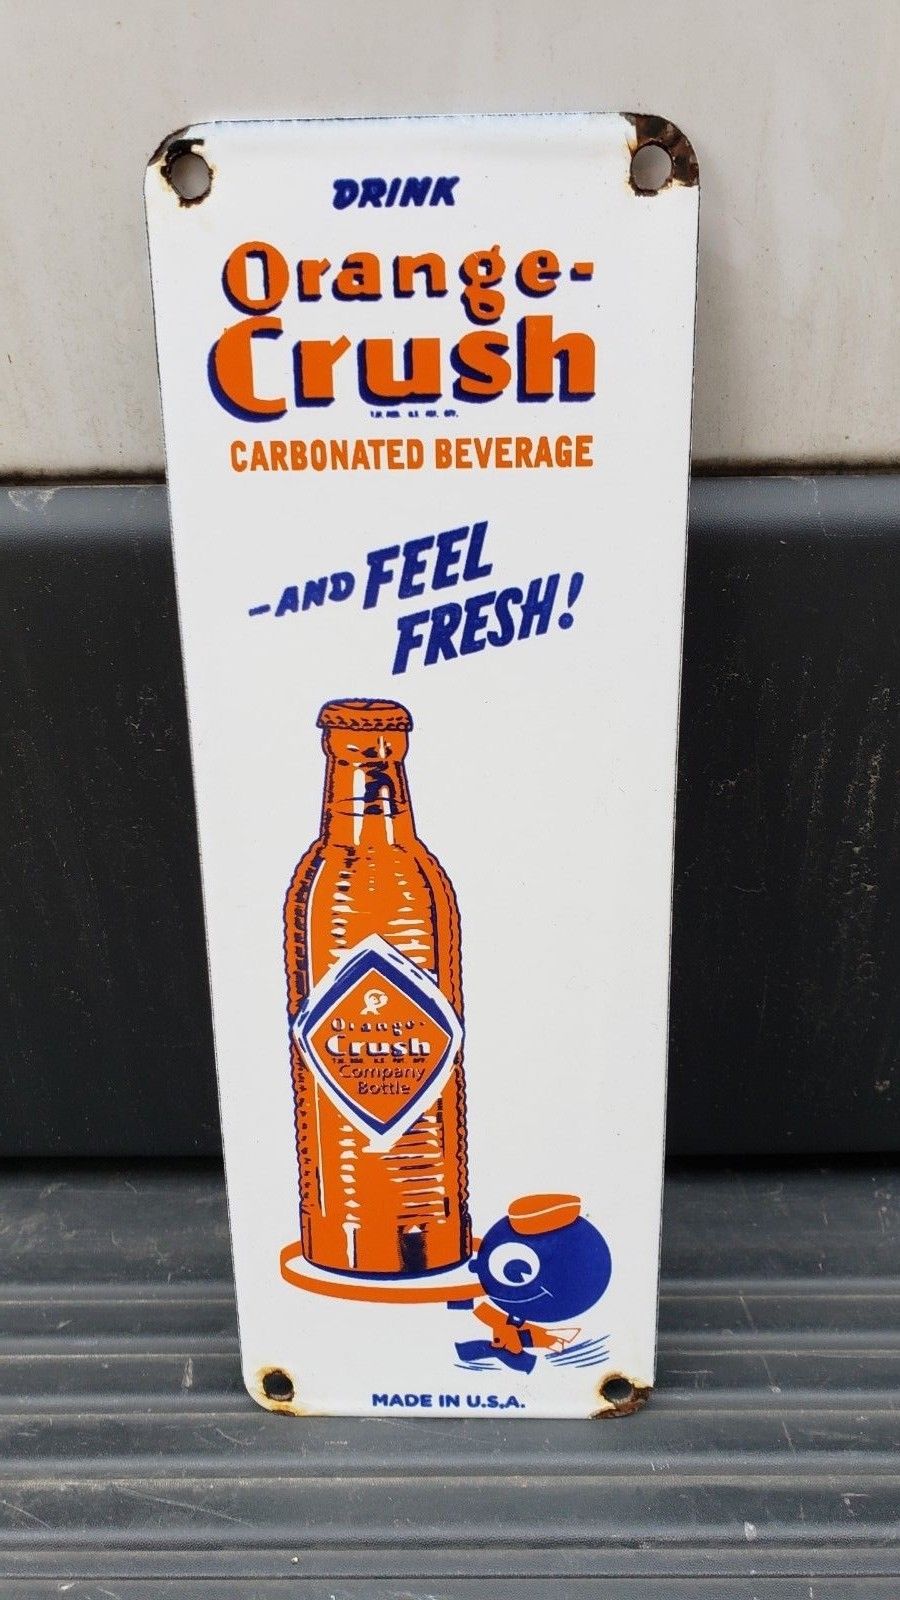 DRINK
Orange-
Crush
CARBONATED BEVERAGE
-AND FEEL
FRESH!
Orange-
Crush
Company
Bottle
MADE IN U.S.A.